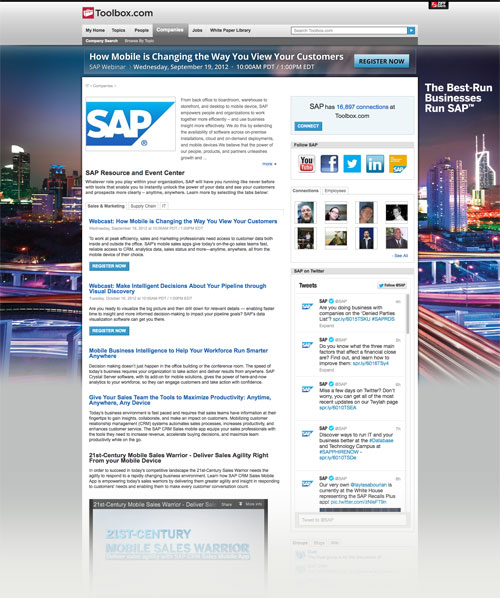 Toolbox.com
My Home Topics People Companies Jobs White Paper Library
Search Toolbox.com
Company Search Browse My Topic
How Mobile is Changing the Way You View Your Customers
SAP Webinar | Wednesday, September 19, 2012 · 10:00AM PDT / 1:00PM EDT
REGISTER NOW
The Best-Run
Businesses
Run SAP™
IT > Companies >
SAP
From back office to boardroom, warehouse to
storefront, and desktop to mobile device, SAP
empowers people and organizations to work
together more efficiently – and use business
insight more effectively. We do this by extending
the availability of software across on-premise
installations, cloud and on-demand deployments,
and mobile devices. We believe that the power of
our people, products, and partners unleashes
growth and ...
more
SAP has 16,897 connections at
Toolbox.com
CONNECT
Follow SAP
You Tube
SAP Resource and Event Center
Whatever role you play within your organization, SAP will have you running like never before
with tools that enable you to instantly unlock the power of your data and see your customers
and prospects more clearly – anytime, anywhere. Learn more by selecting the tabs below:
Sales & Marketing Supply Chain IT
Webcast: How Mobile is Changing the Way You View Your Customers
Wednesday, September 19, 2012 at 10:00AM PDT / 1:00PM EDT
To work at peak efficiency, sales and marketing professionals need access to customer data both
inside and outside the office. SAP's mobile sales apps give today's on-the-go sales teams fast,
reliable access to CRM, analytics data, sales status and more—anytime, anywhere, all from the
mobile device of their choice.
REGISTER NOW
Webcast: Make Intelligent Decisions About Your Pipeline through
Visual Discovery
Tuesday, October 16, 2012 at 10:00AM PDT / 1:00PM EDT
Are you ready to visualize the big picture and then still down for relevant details — enabling faster
time to insight and more informed decision-making to impact your pipeline goals? SAP's data
visualization software can get you there.
REGISTER NOW
Mobile Business Intelligence to Help Your Workforce Run Smarter
Anywhere
Decision making doesn't just happen in the office building or the conference room. The speed of
today's business requires your organization to take action and deliver results from anywhere. SAP
Crystal Server software, with its add-on for mobile solutions, gives the power of here-and-now
analytics to your workforce, so they can engage customers and take action with confidence.
Give Your Sales Team the Tools to Maximize Productivity: Anytime,
Anywhere, Any Device
Today's business environment is fast paced and requires that sales teams have information at their
fingertips to gain insights, collaborate, and make an impact on customers. Mobilizing customer
relationship management (CRM) systems automates sales processes, increases productivity, and
enhances customer service. The SAP CRM Sales mobile app equips your sales professionals with
the tools they need to increase revenue, accelerate buying decisions, and maximize team
productivity while on the go.
21st-Century Mobile Sales Warrior - Deliver Sales Agility Right
From your Mobile Device
In order to succeed in today's competitive landscape the 21st-Century Sales Warrior needs the
agility to respond to a rapidly changing business environment. Learn how SAP CRM Sales Mobile
App is empowering today's sales warriors by delivering them greater agility and insight in responding
to customers' needs and enabling them to make every customer conversation count.
21st-Century Mobile Sales Warrior - Deliver Sales Share More info
21ST-CENTURY
MOBILE SALES WARRIOR
Connections Employees
See All
SAP on Twitter
Tweets
Follow @SAP
SAP @SAP
Are you doing business with
companies on the "Denied Parties
List"?
Expand
SAP @SAP
Do you know what the three main
factors that affect a financial close
are? Find out, and learn how to
improve them:
SAP @SAP
Miss a few days on Twitter? Don't
worry, you can get all of the most
recent updates on our Twylah page
SAP @SAP
Discover ways to run IT and your
business better at the #Database
and Technology Campus at
#SAPPHIRENOW -
SAP @SAP
Our very own @layissabourian is
currently at the White House
representing the SAP Recalls Plus
app!
Tweet to @SAP
Groups Blogs Info